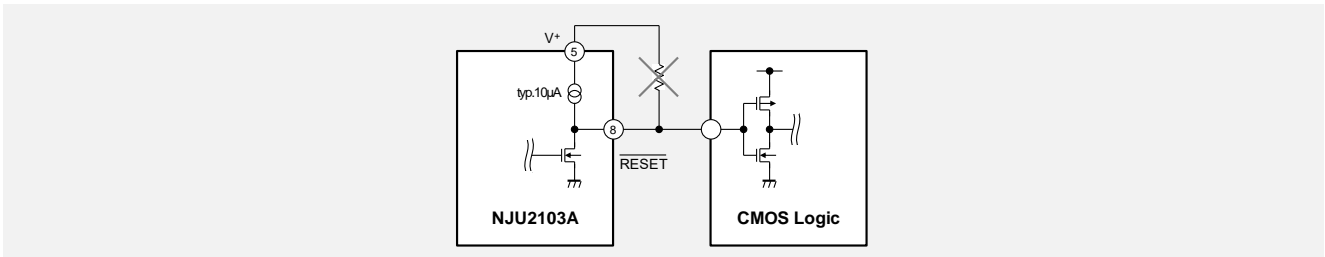 V+
5
typ.10μA
8
RESET
NJU2103A
CMOS Logic